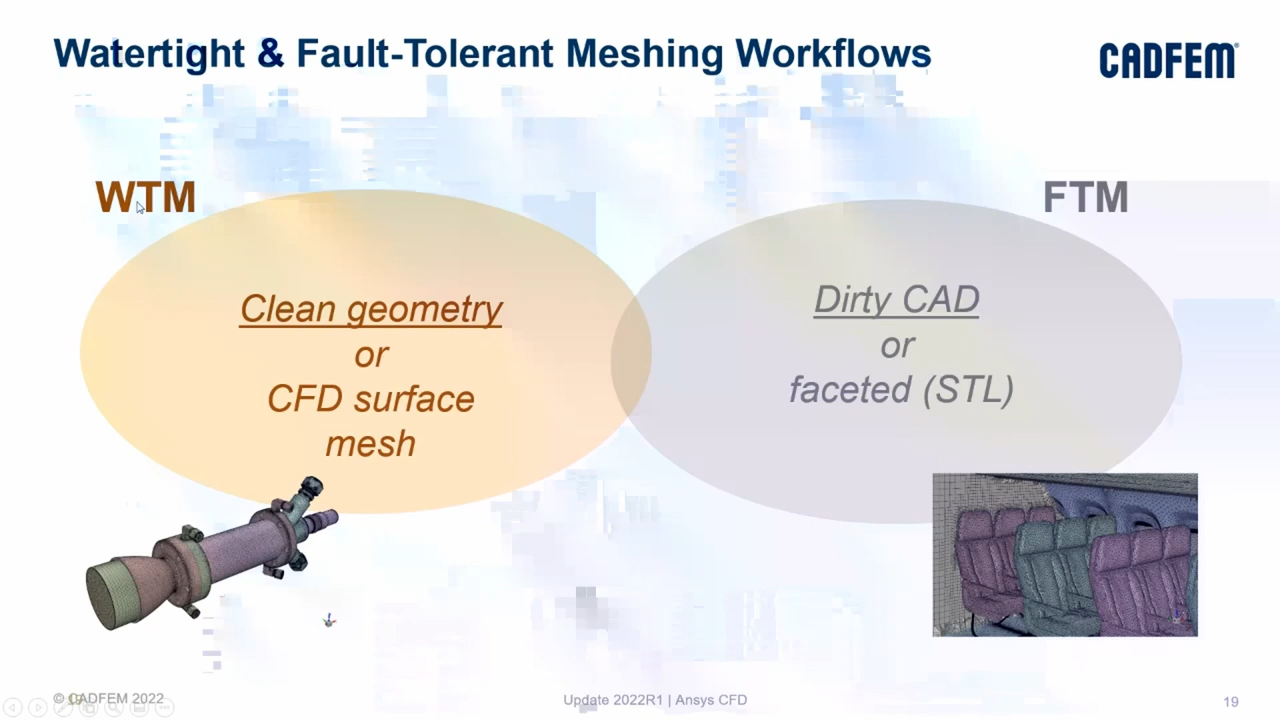 Watertight & Fault-Tolerant Meshing Workflows
CADFEM
WTM
FTM
Clean geometry
or
CFD surface
mesh
Dirty CAD
or
faceted (STL)
© CADFEM 2022
Update 2022R1 | Ansys CFD
19